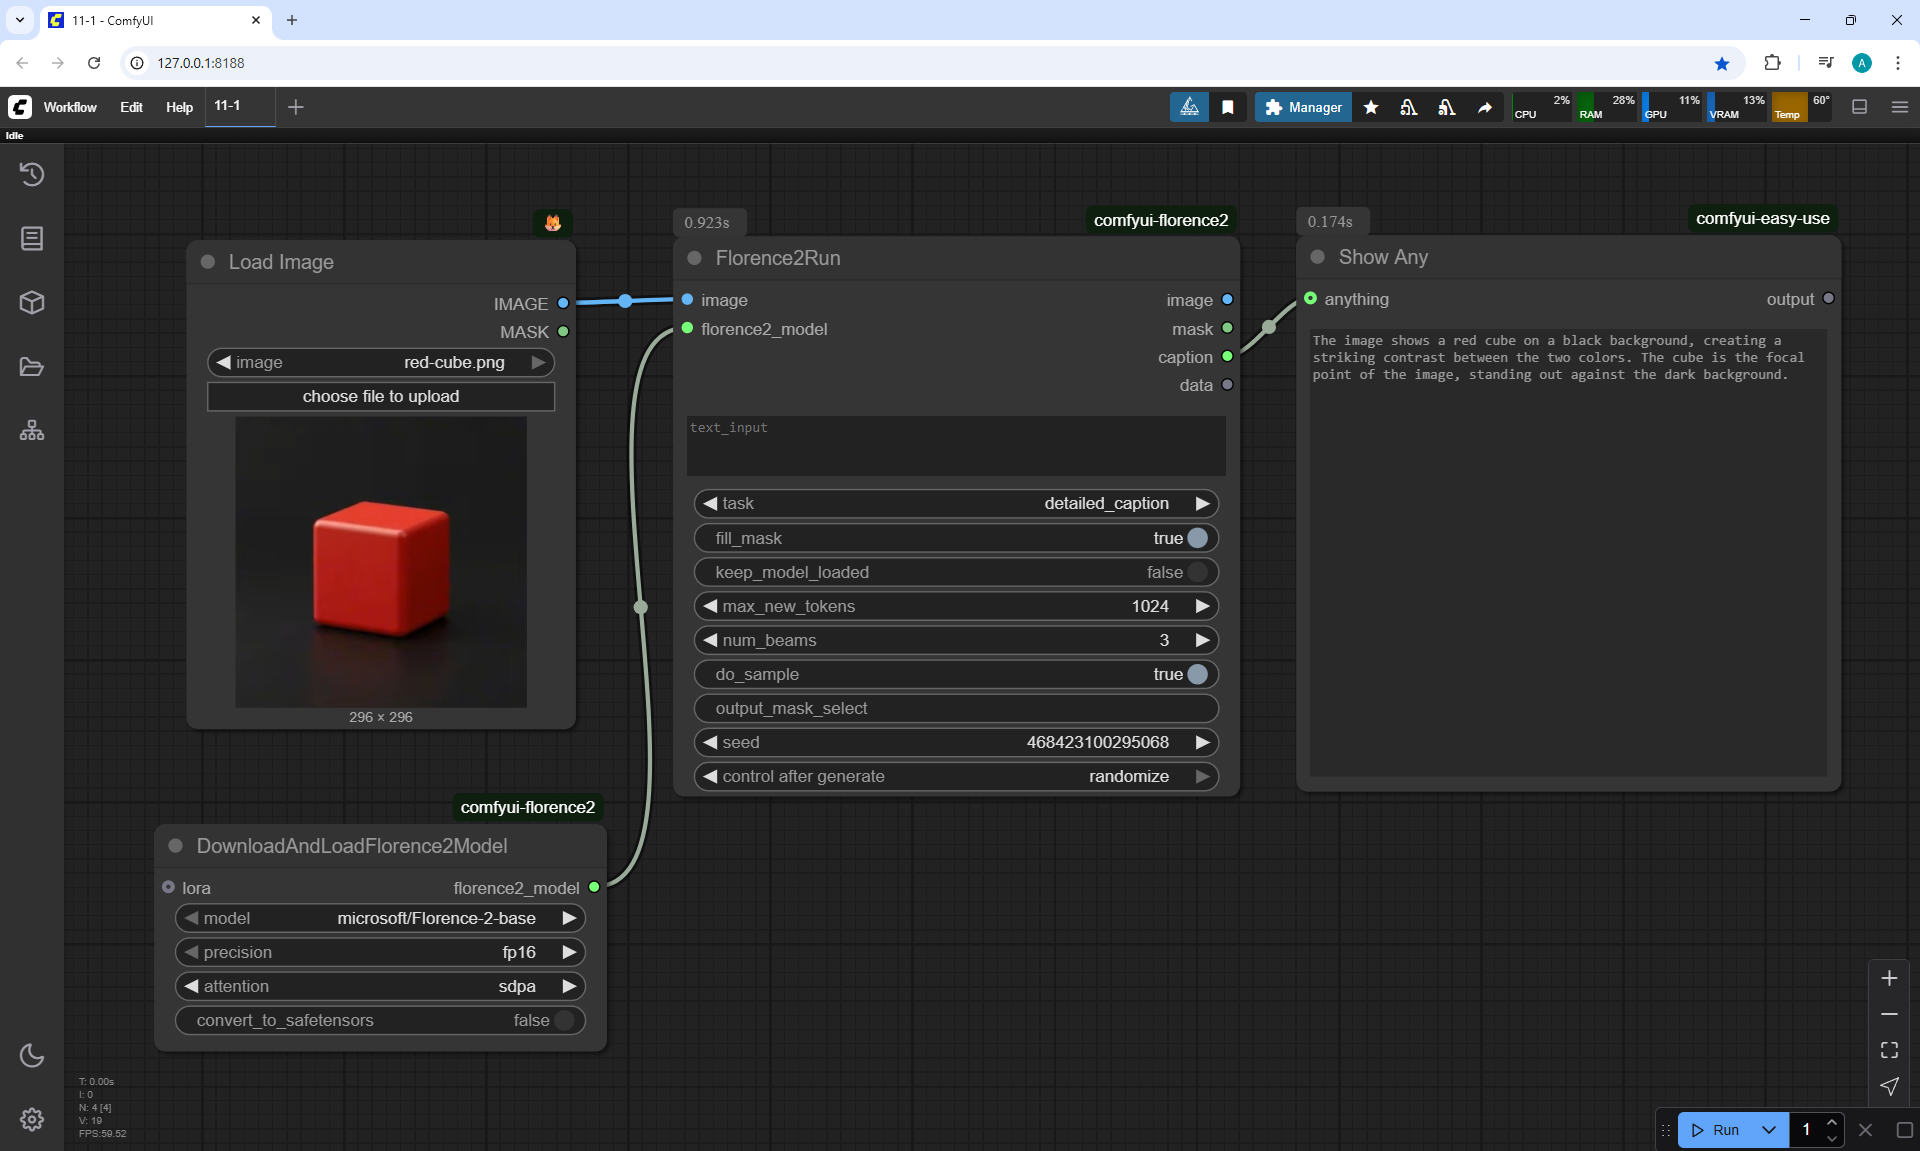 11-1 - ComfyUI
127.0.0.1:8188
Workflow Edit Help 11-1
Manager
CPU 2% RAM 28% GPU 11% VRAM 13% Temp 60°
Idle
Load Image
IMAGE
MASK
image red-cube.png
choose file to upload
296 × 296
comfyui-florence2
DownloadAndLoadFlorence2Model
lora florence2_model
model microsoft/Florence-2-base
precision fp16
attention sdpa
convert_to_safetensors false
0.923s
comfyui-florence2
Florence2Run
image image
florence2_model mask
caption
data
text_input
task detailed_caption
fill_mask true
keep_model_loaded false
max_new_tokens 1024
num_beams 3
do_sample true
output_mask_select
seed 468423100295068
control after generate randomize
0.174s
comfyui-easy-use
Show Any
anything output
The image shows a red cube on a black background, creating a
striking contrast between the two colors. The cube is the focal
point of the image, standing out against the dark background.
T: 0.00s
I: 0
N: 4 [4]
V: 19
FPS:59.52
Run 1
A